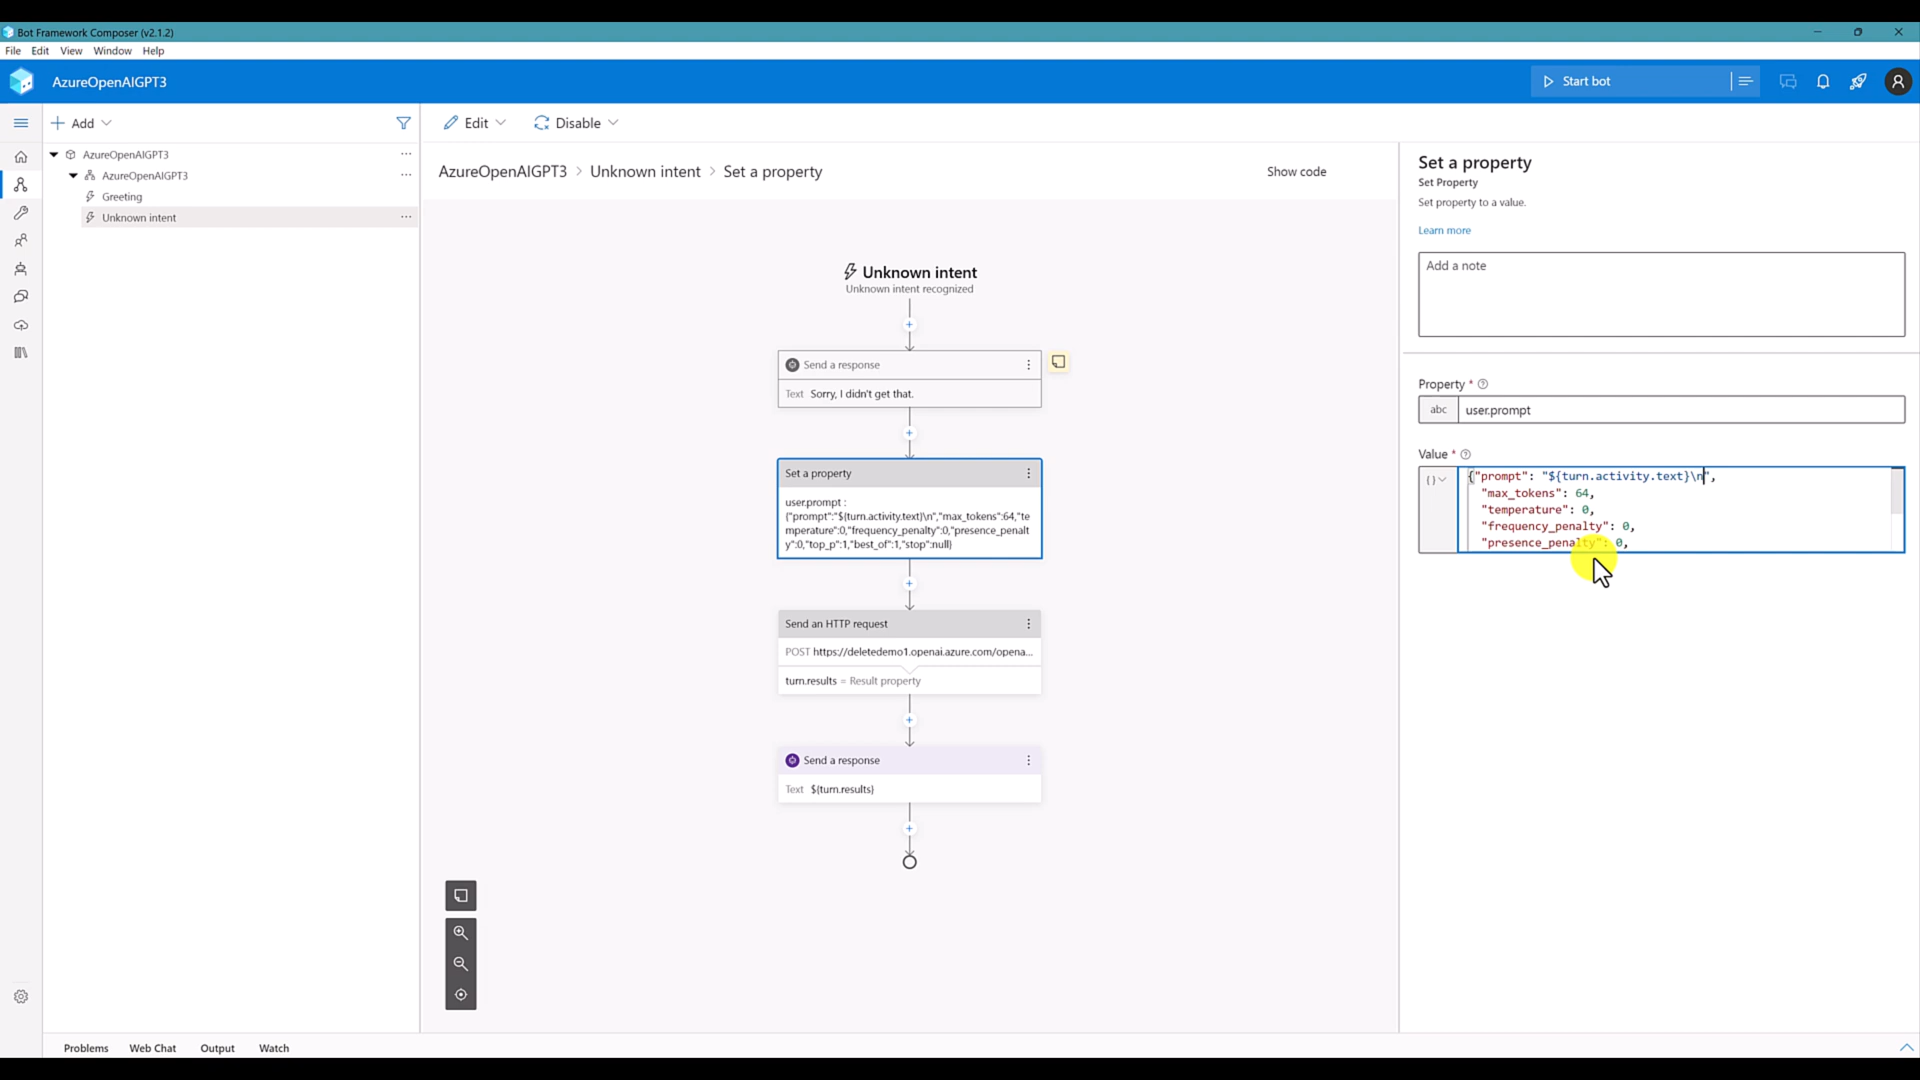 Bot Framework Composer (v2.1.2)
File Edit View Window Help
AzureOpenAIGPT3
Start bot
Add
Edit
Disable
AzureOpenAIGPT3
AzureOpenAIGPT3
Greeting
Unknown intent
AzureOpenAIGPT3 > Unknown intent > Set a property
Show code
Unknown intent
Unknown intent recognized
Send a response
Text Sorry, I didn't get that.
Set a property
user.prompt :
{"prompt":"${turn.activity.text}\n","max_tokens":64,"te
mperature":0,"frequency_penalty":0,"presence_penalt
y":0,"top_p":1,"best_of":1,"stop":null}
Send an HTTP request
POST https://deletedemo1.openai.azure.com/opena...
turn.results = Result property
Send a response
Text ${turn.results}
Set a property
Set Property
Set property to a value.
Learn more
Add a note
Property *
abc user.prompt
Value *
{"prompt": "${turn.activity.text}\n",
"max_tokens": 64,
"temperature": 0,
"frequency_penalty": 0,
"presence_penalty": 0,
Problems Web Chat Output Watch